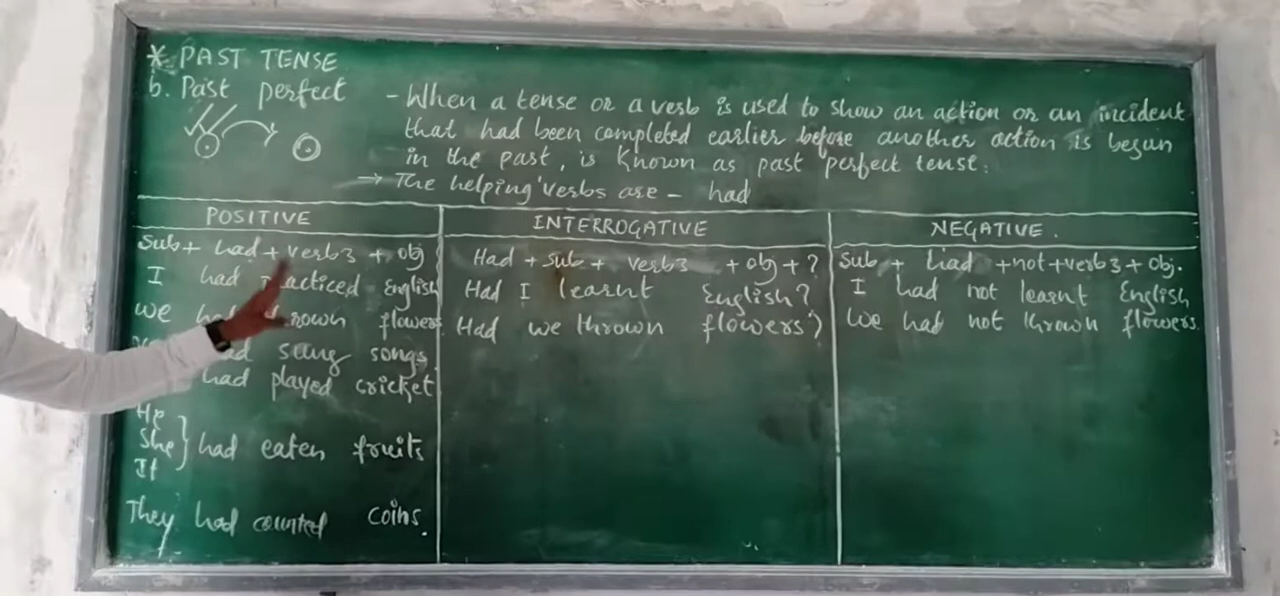 * PAST TENSE
b. Past perfect
- When a tense or a verb is used to show an action or an incident
that had been completed earlier before another action is begun
in the past, is known as past perfect tense.
→ The helping verbs are - had
POSITIVE
Sub + had + verb3 + obj
I had English
We flowers
sung songs
had played cricket
He
She } had eaten fruits
It
They had counted coins.
INTERROGATIVE
Had + sub + verb3 + obj + ?
Had I learnt English?
Had we thrown flowers?
NEGATIVE.
Sub + had + not + verb3 + obj.
I had not learnt English
We had not thrown flowers.